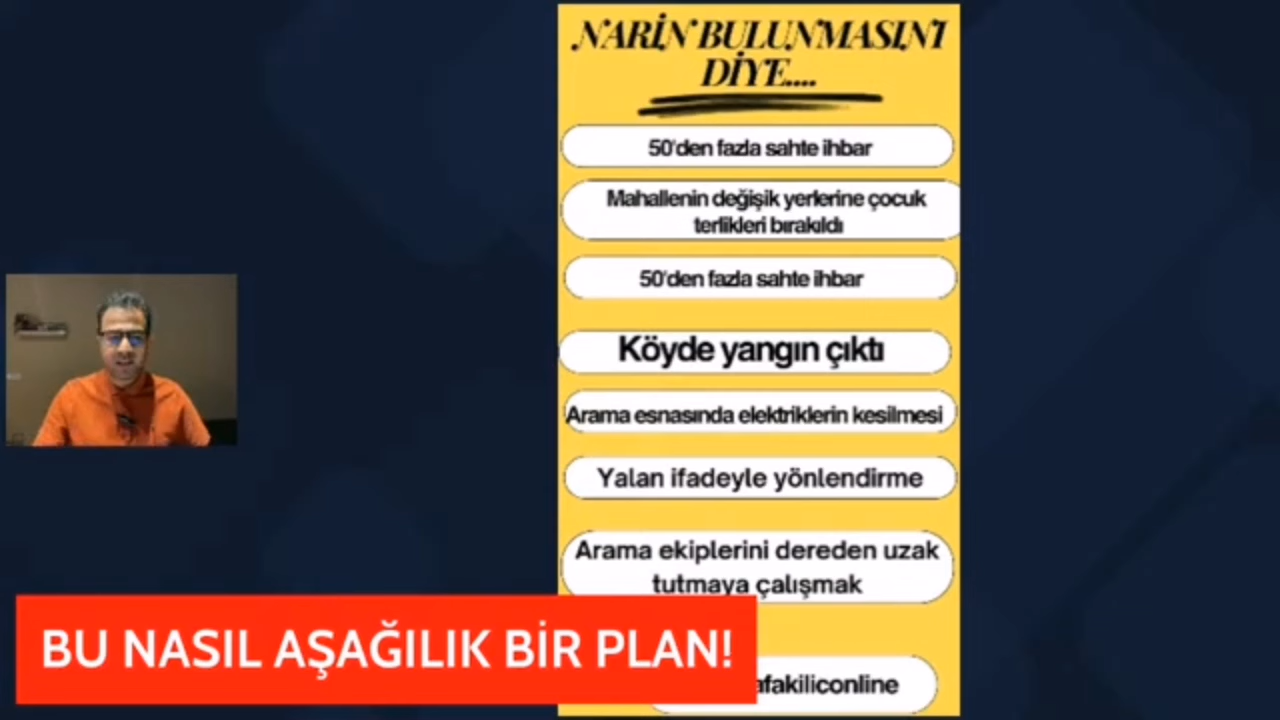 NARİN BULUNMASINI
DİYE....
50'den fazla sahte ihbar
Mahallenin değişik yerlerine çocuk
terlikleri bırakıldı
50'den fazla sahte ihbar
Köyde yangın çıktı
Arama esnasında elektriklerin kesilmesi
Yalan ifadeyle yönlendirme
Arama ekiplerini dereden uzak
tutmaya çalışmak
BU NASIL AŞAĞILIK BİR PLAN!
afakiliconline